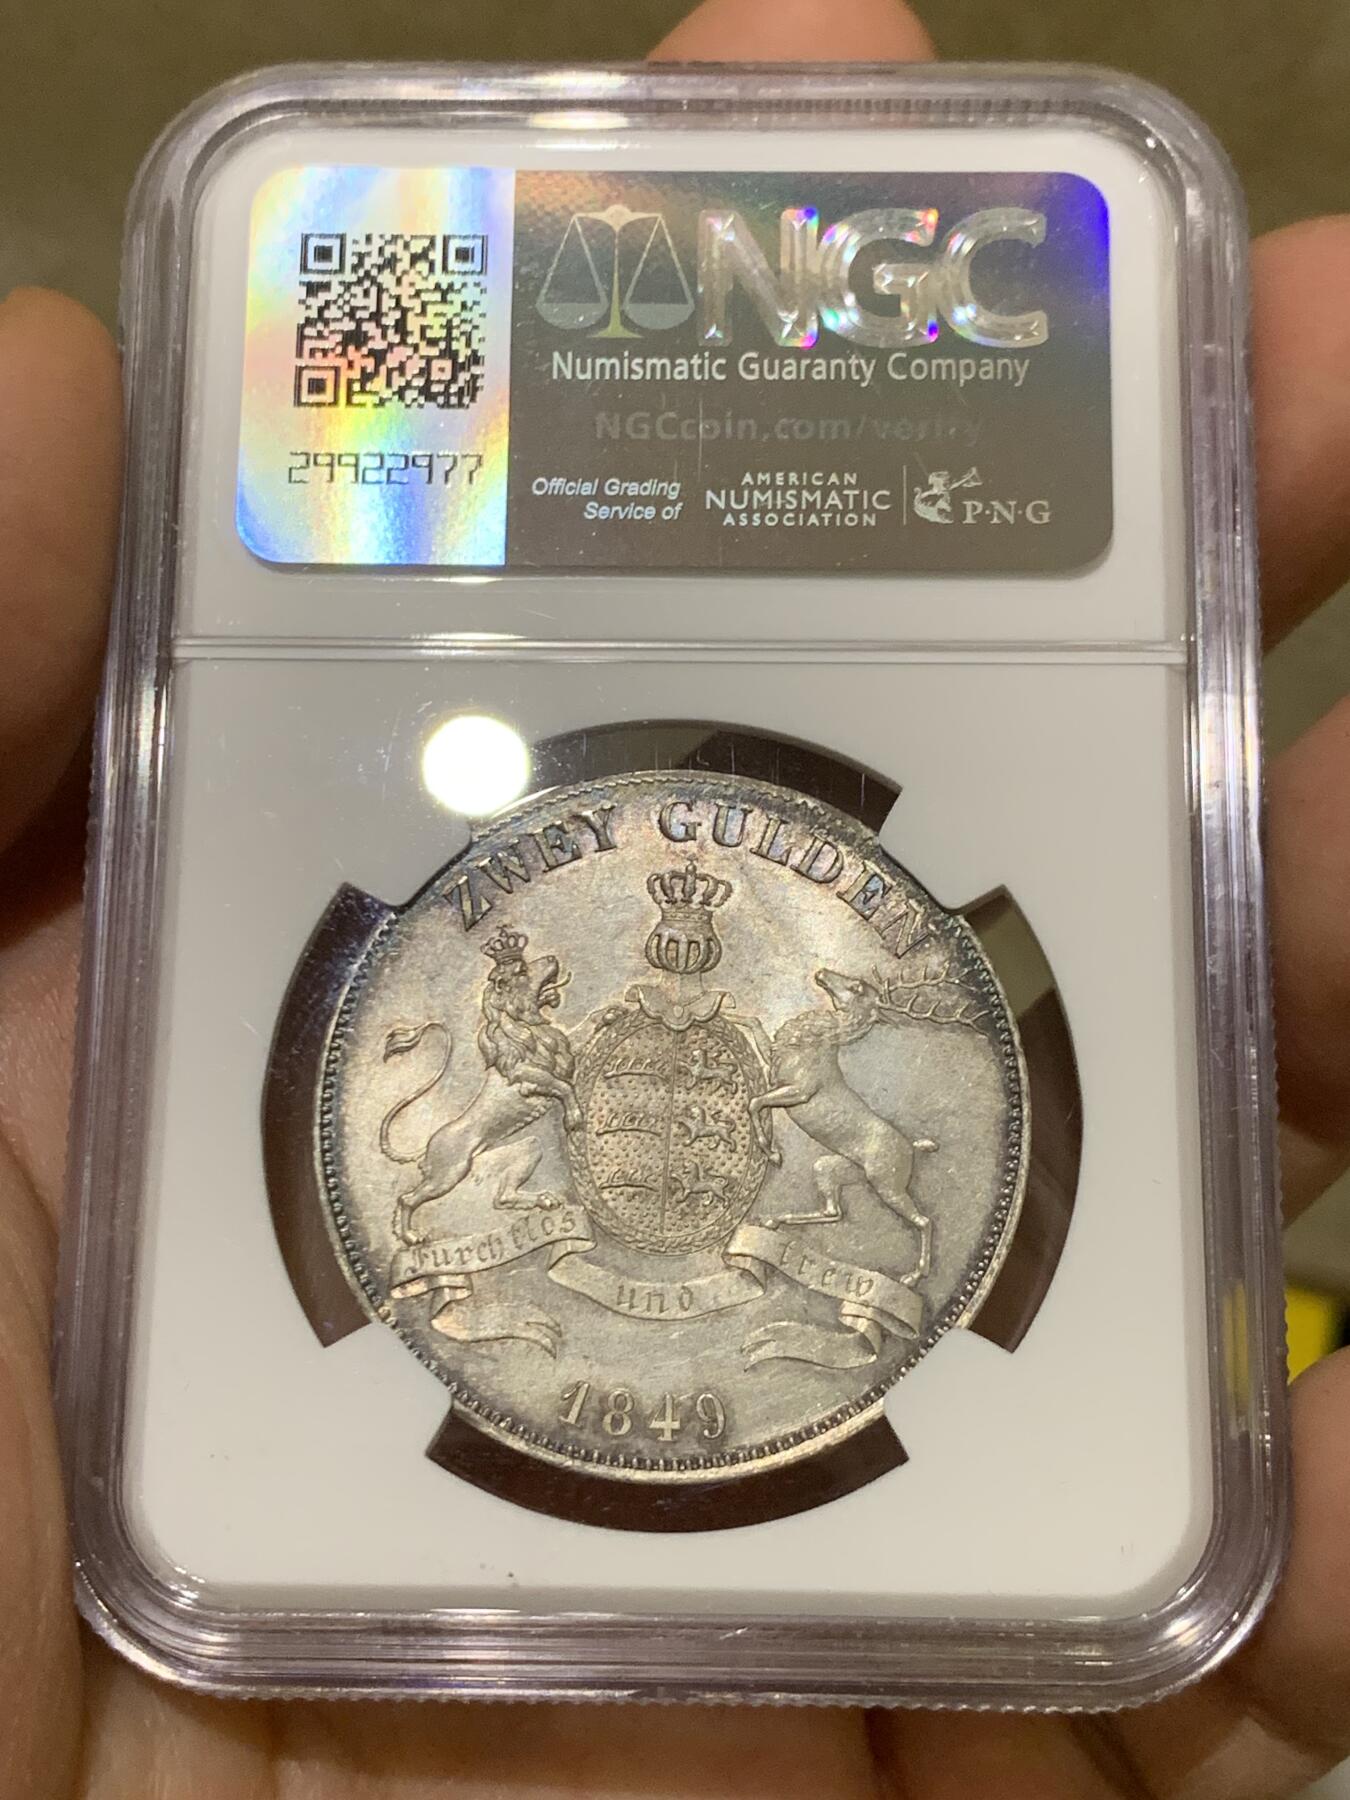 NGC
Numismatic Guaranty Company
NGCcoin.com/verify
29922977
Official Grading
Service of
AMERICAN
NUMISMATIC
ASSOCIATION
P·N·G
ZWEY GULDEN
Furchtlos und trew
1849